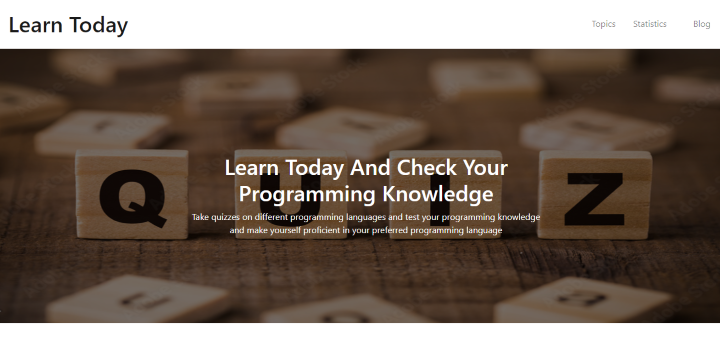 Learn Today
Topics Statistics Blog
Learn Today And Check Your
Programming Knowledge
Take quizzes on different programming languages and test your programming knowledge
and make yourself proficient in your preferred programming language
Q U I Z